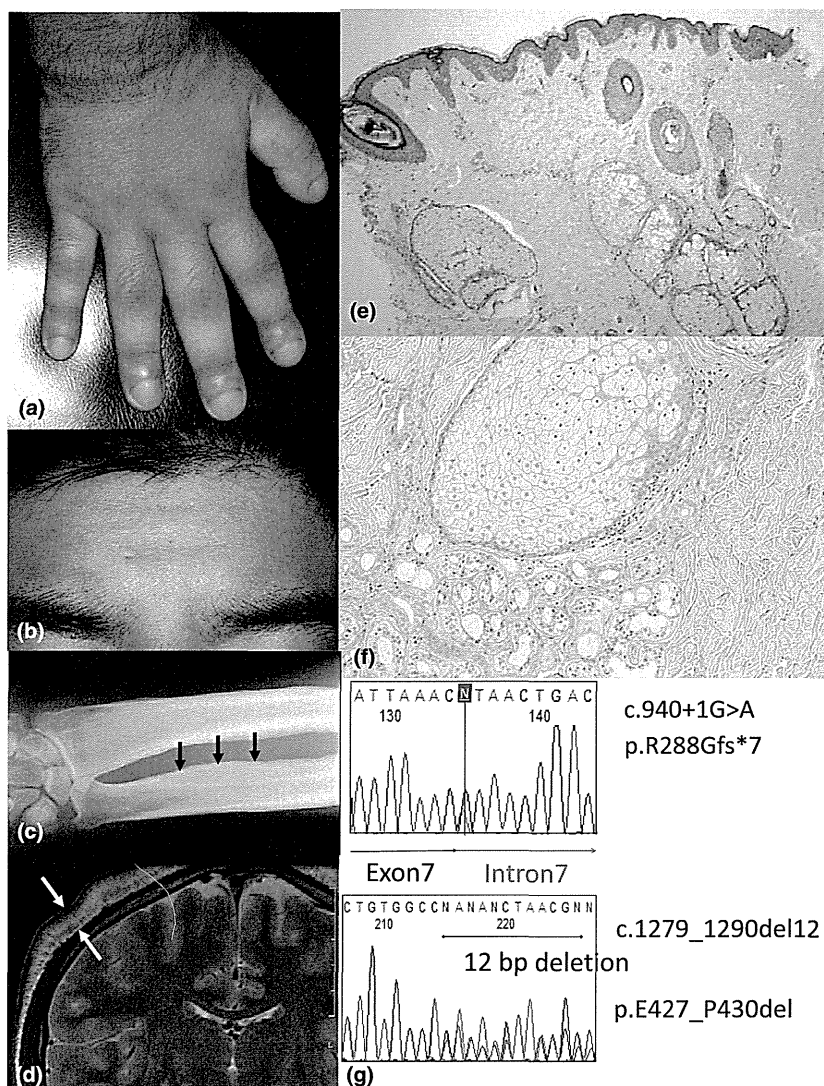 (a)
(b)
(c)
(d)
(e)
(f)
ATTAAACNTAACTGAC
130 140
c.940+1G>A
p.R288Gfs*7
Exon7 Intron7
CTGTGGCCNANANCTAACGNN
210 220
12 bp deletion
c.1279_1290del12
p.E427_P430del
(g)